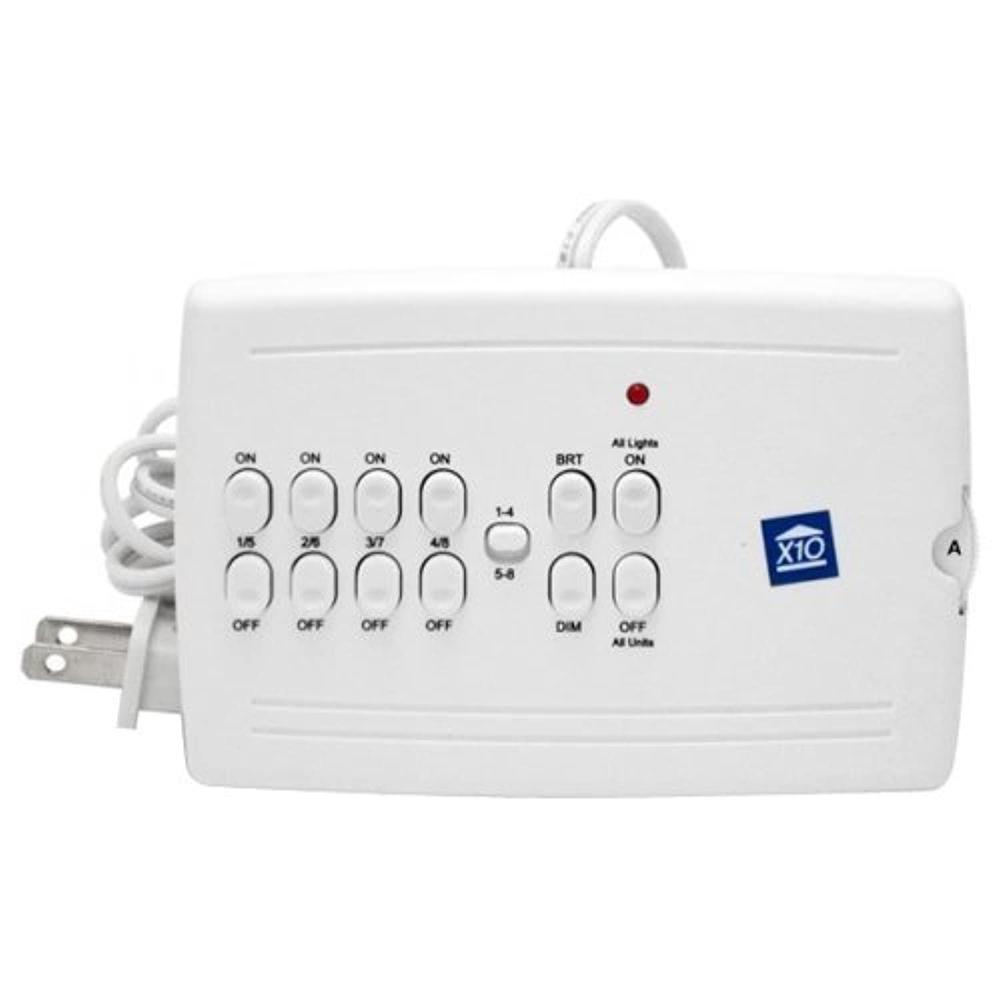 All Lights
ON ON ON ON BRT ON
1-4
1/5 2/6 3/7 4/8
5-8
OFF OFF OFF OFF DIM OFF
All Units
X10
A